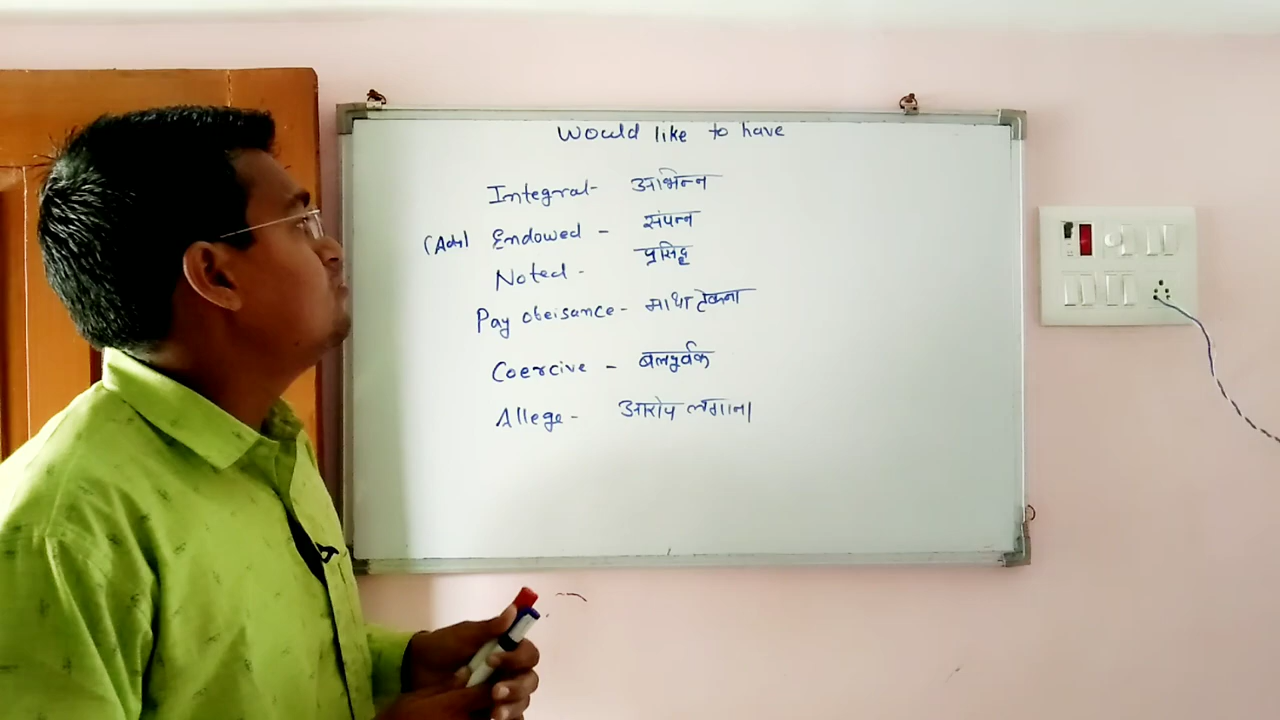 Would like to have
Integral- अभिन्न
(Adj) Endowed - संपन्न
Noted - प्रसिद्ध
Pay obeisance - माथा टेकना
Coercive - बलपूर्वक
Allege - आरोप लगाना